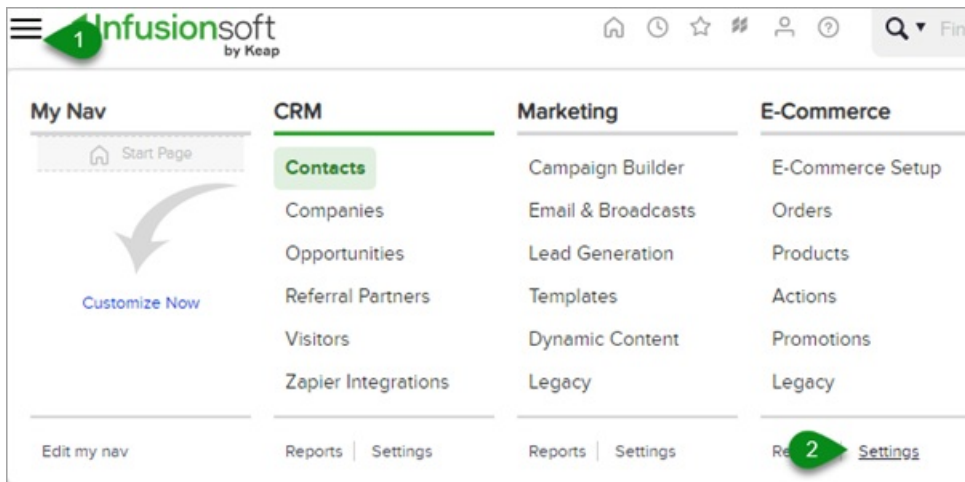 Infusionsoft
by Keap
1
My Nav
Start Page
Customize Now
Edit my nav
CRM
Contacts
Companies
Opportunities
Referral Partners
Visitors
Zapier Integrations
Reports | Settings
Marketing
Campaign Builder
Email & Broadcasts
Lead Generation
Templates
Dynamic Content
Legacy
Reports | Settings
E-Commerce
E-Commerce Setup
Orders
Products
Actions
Promotions
Legacy
2
Settings